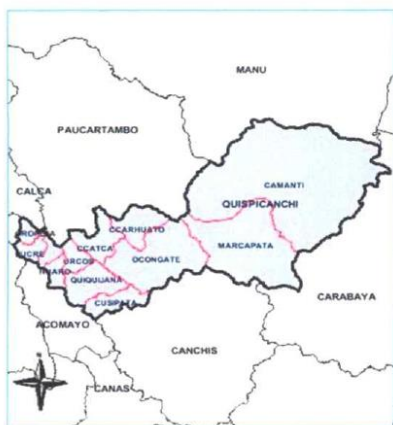 MANU
PAUCARTAMBO
CALCA
CAMANTI
QUISPICANCHI
CCARHUAYO
CCATCA
MARCAPATA
URCOS
OCONGATE
QUIQUIJANA
CUSIPATA
CARABAYA
ACOMAYO
CANCHIS
CANAS